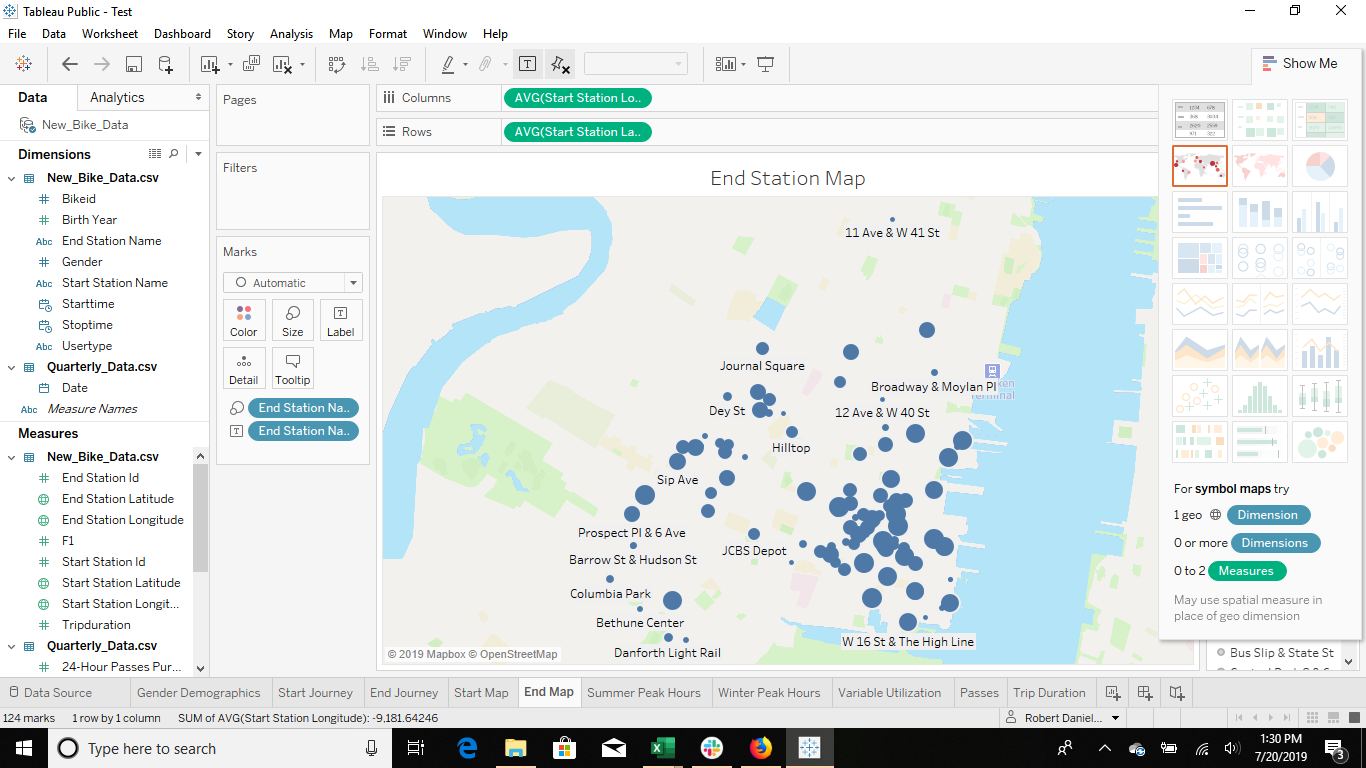 Tableau Public - Test
File Data Worksheet Dashboard Story Analysis Map Format Window Help
Show Me
Data Analytics
New_Bike_Data
Dimensions
New_Bike_Data.csv
Bikeid
Birth Year
Abc End Station Name
Gender
Abc Start Station Name
Starttime
Stoptime
Abc Usertype
Quarterly_Data.csv
Date
Abc Measure Names
Measures
New_Bike_Data.csv
End Station Id
End Station Latitude
End Station Longitude
F1
Start Station Id
Start Station Latitude
Start Station Longit...
Tripduration
Quarterly_Data.csv
24-Hour Passes Pur...
Pages
Filters
Marks
Automatic
Color Size Label
Detail Tooltip
End Station Na..
End Station Na..
Columns AVG(Start Station Lo..
Rows AVG(Start Station La..
End Station Map
11 Ave & W 41 St
Journal Square
Broadway & Moylan Pl
Dey St
12 Ave & W 40 St
Hilltop
Sip Ave
Prospect Pl & 6 Ave
JCBS Depot
Barrow St & Hudson St
Columbia Park
Bethune Center
W 16 St & The High Line
Danforth Light Rail
© 2019 Mapbox © OpenStreetMap
For symbol maps try
1 geo Dimension
0 or more Dimensions
0 to 2 Measures
May use spatial measure in
place of geo dimension
Bus Slip & State St
Data Source Gender Demographics Start Journey End Journey Start Map End Map Summer Peak Hours Winter Peak Hours Variable Utilization Passes Trip Duration
124 marks 1 row by 1 column SUM of AVG(Start Station Longitude): -9,181.64246
Robert Daniel...
Type here to search
1:30 PM
7/20/2019
3